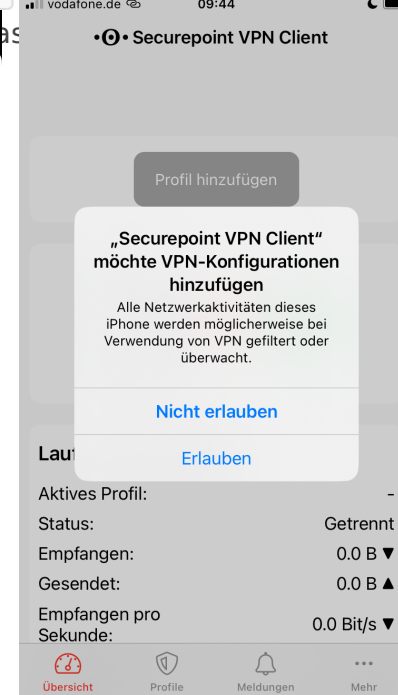 vodafone.de 09:44
as
Securepoint VPN Client
Profil hinzufügen
„Securepoint VPN Client“
möchte VPN-Konfigurationen
hinzufügen
Alle Netzwerkaktivitäten dieses
iPhone werden möglicherweise bei
Verwendung von VPN gefiltert oder
überwacht.
Nicht erlauben
Erlauben
Lauf
Aktives Profil: -
Status: Getrennt
Empfangen: 0.0 B ▼
Gesendet: 0.0 B ▲
Empfangen pro
Sekunde: 0.0 Bit/s ▼
Übersicht Profile Meldungen Mehr